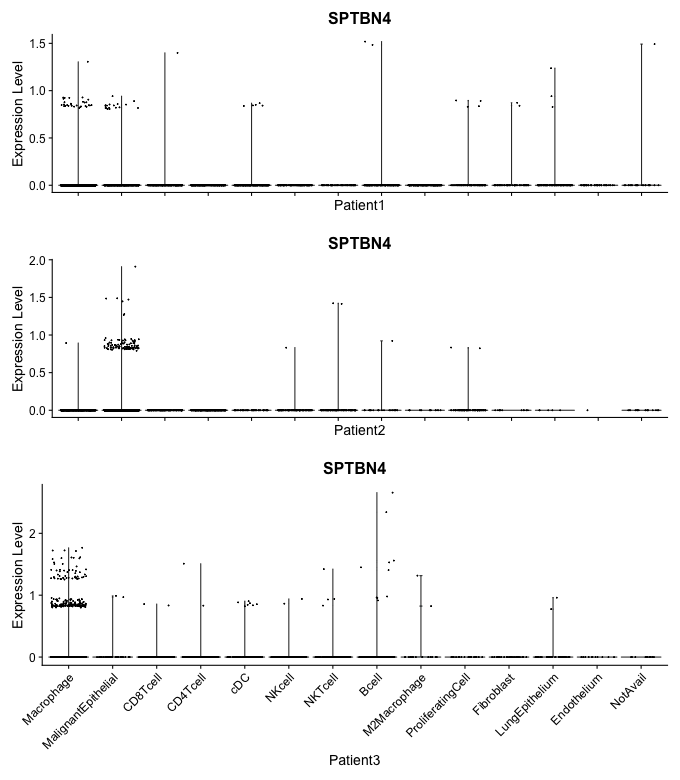 SPTBN4
1.5
1.0
0.5
0.0
Expression Level
Patient1
SPTBN4
2.0
1.5
1.0
0.5
0.0
Expression Level
Patient2
SPTBN4
2
1
0
Expression Level
Macrophage
MalignantEpithelial
CD8Tcell
CD4Tcell
cDC
NKcell
NKTcell
Bcell
M2Macrophage
ProliferatingCell
Fibroblast
LungEpithelium
Endothelium
NotAvail
Patient3